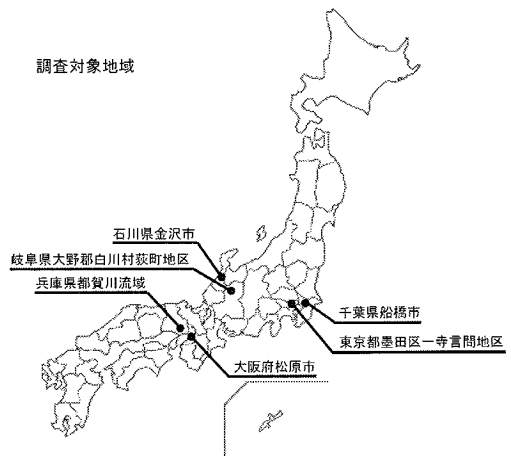 調査対象地域
石川県金沢市
岐阜県大野郡白川村荻町地区
兵庫県都賀川流域
千葉県船橋市
東京都墨田区一寺言問地区
大阪府松原市